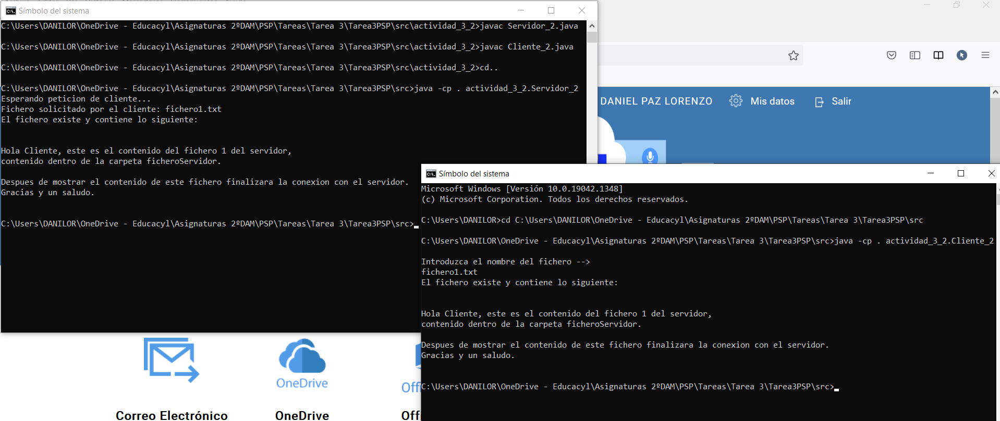 Símbolo del sistema
C:\Users\DANILOR\OneDrive - Educacyl\Asignaturas 2ºDAM\PSP\Tareas\Tarea 3\Tarea3PSP\src\actividad_3_2>javac Servidor_2.java
C:\Users\DANILOR\OneDrive - Educacyl\Asignaturas 2ºDAM\PSP\Tareas\Tarea 3\Tarea3PSP\src\actividad_3_2>javac Cliente_2.java
C:\Users\DANILOR\OneDrive - Educacyl\Asignaturas 2ºDAM\PSP\Tareas\Tarea 3\Tarea3PSP\src\actividad_3_2>cd..
C:\Users\DANILOR\OneDrive - Educacyl\Asignaturas 2ºDAM\PSP\Tareas\Tarea 3\Tarea3PSP\src>java -cp . actividad_3_2.Servidor_2
Esperando peticion de cliente...
Fichero solicitado por el cliente: fichero1.txt
El fichero existe y contiene lo siguiente:
Hola Cliente, este es el contenido del fichero 1 del servidor,
contenido dentro de la carpeta ficheroServidor.
Despues de mostrar el contenido de este fichero finalizara la conexion con el servidor.
Gracias y un saludo.
C:\Users\DANILOR\OneDrive - Educacyl\Asignaturas 2ºDAM\PSP\Tareas\Tarea 3\Tarea3PSP\src>
DANIEL PAZ LORENZO Mis datos Salir
Símbolo del sistema
Microsoft Windows [Versión 10.0.19042.1348]
(c) Microsoft Corporation. Todos los derechos reservados.
C:\Users\DANILOR>cd C:\Users\DANILOR\OneDrive - Educacyl\Asignaturas 2ºDAM\PSP\Tareas\Tarea 3\Tarea3PSP\src
C:\Users\DANILOR\OneDrive - Educacyl\Asignaturas 2ºDAM\PSP\Tareas\Tarea 3\Tarea3PSP\src>java -cp . actividad_3_2.Cliente_2
Introduzca el nombre del fichero -->
fichero1.txt
El fichero existe y contiene lo siguiente:
Hola Cliente, este es el contenido del fichero 1 del servidor,
contenido dentro de la carpeta ficheroServidor.
Despues de mostrar el contenido de este fichero finalizara la conexion con el servidor.
Gracias y un saludo.
C:\Users\DANILOR\OneDrive - Educacyl\Asignaturas 2ºDAM\PSP\Tareas\Tarea 3\Tarea3PSP\src>
OneDrive
Offi
Correo Electrónico
OneDrive
Offi